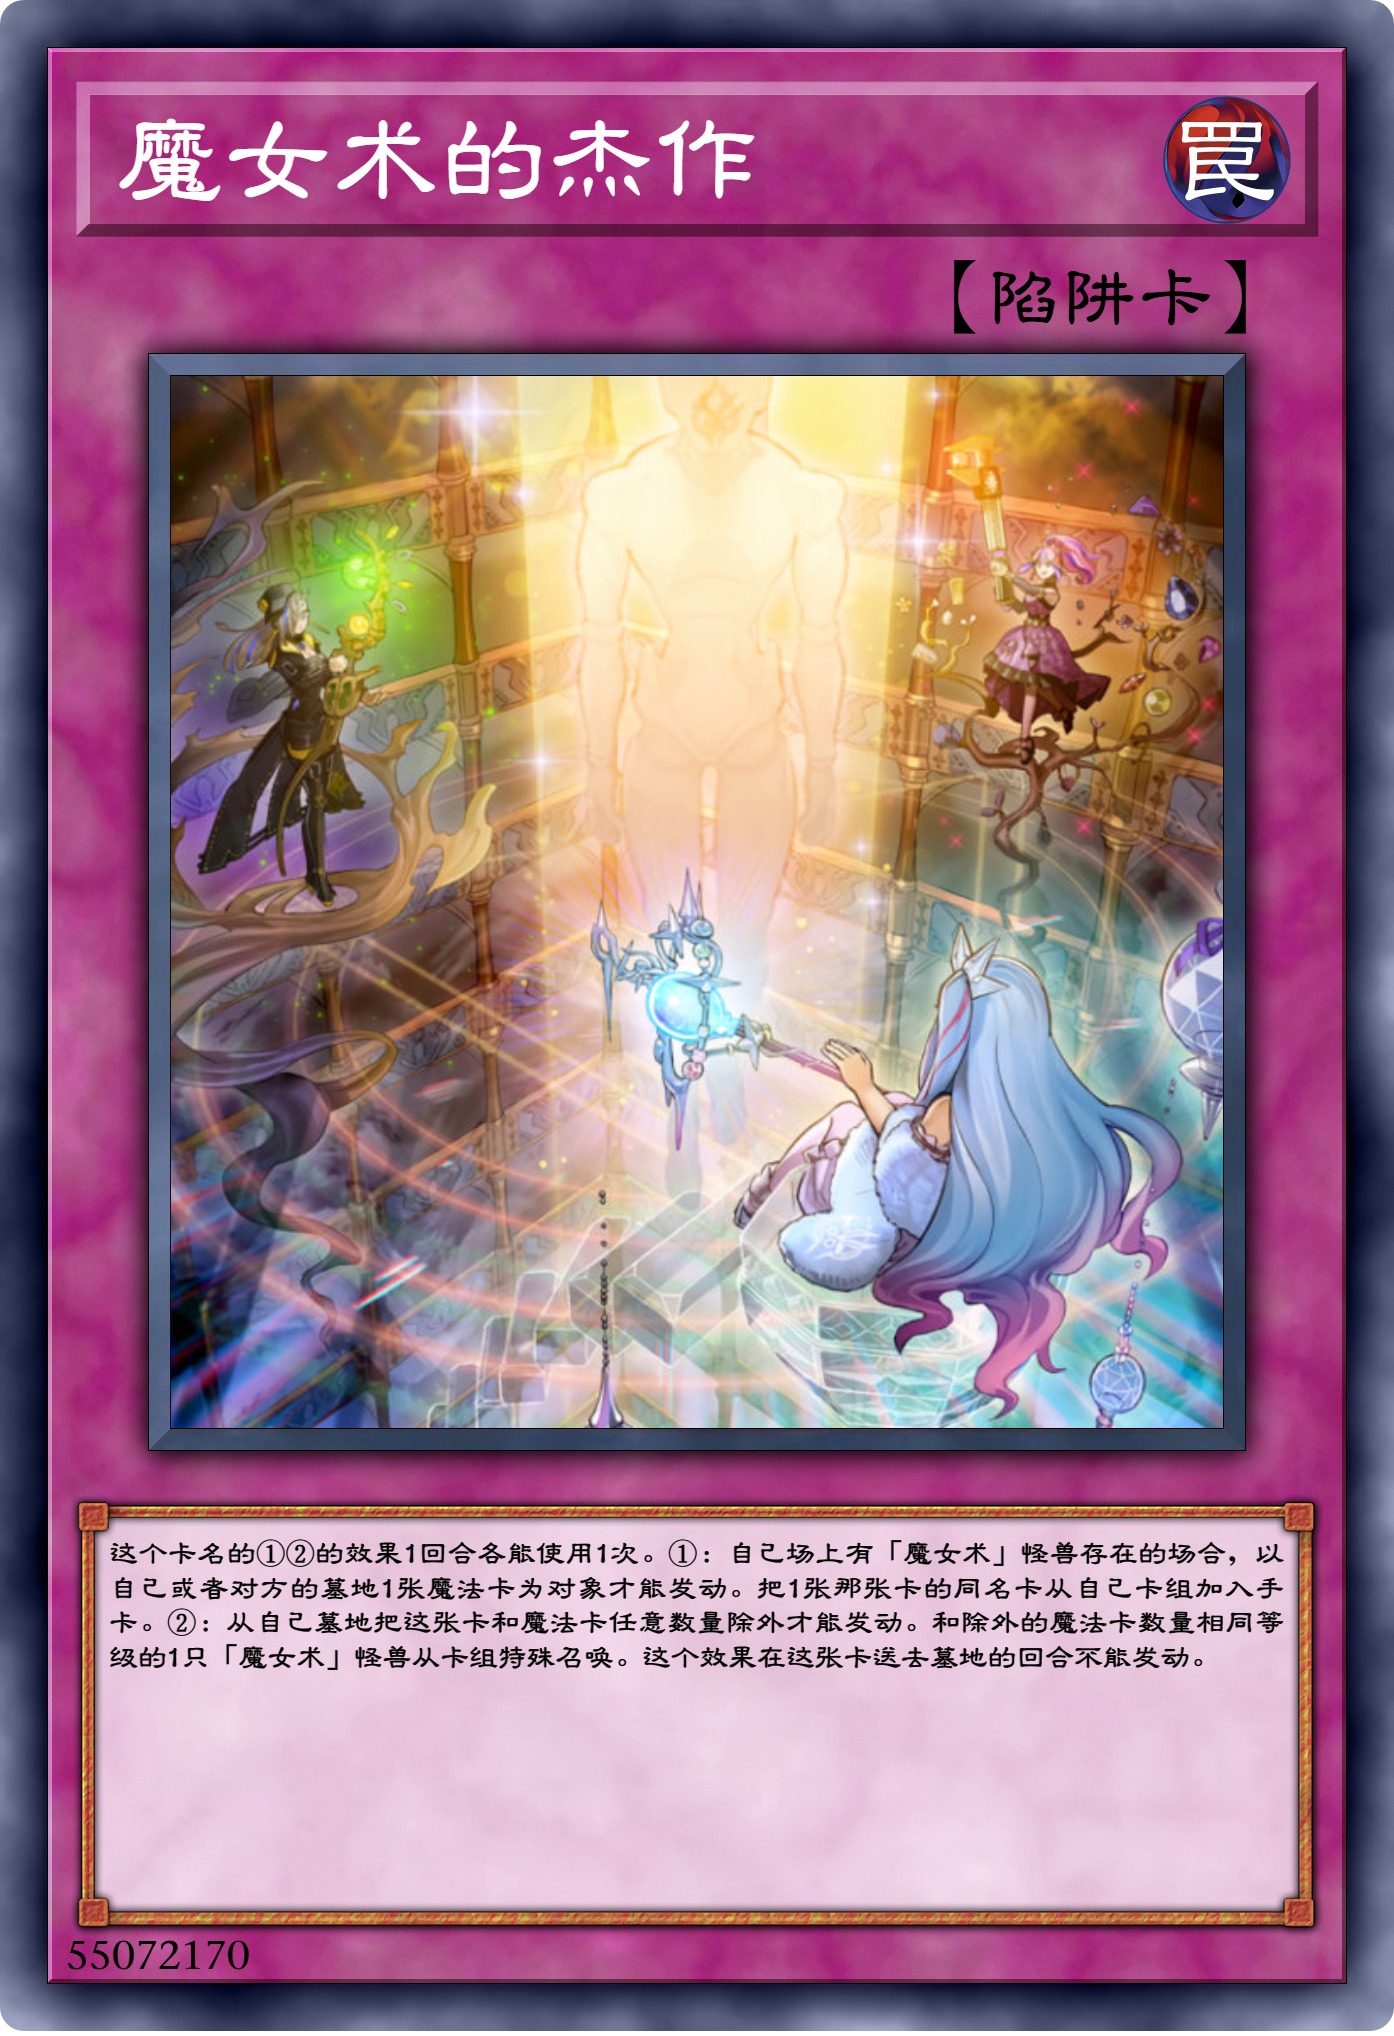 魔女术的杰作
罠
【陷阱卡】
这个卡名的①②的效果1回合各能使用1次。①：自己场上有「魔女术」怪兽存在的场合，以
自己或者对方的墓地1张魔法卡为对象才能发动。把1张那张卡的同名卡从自己卡组加入手
卡。②：从自己墓地把这张卡和魔法卡任意数量除外才能发动。和除外的魔法卡数量相同等
级的1只「魔女术」怪兽从卡组特殊召唤。这个效果在这张卡送去墓地的回合不能发动。
55072170